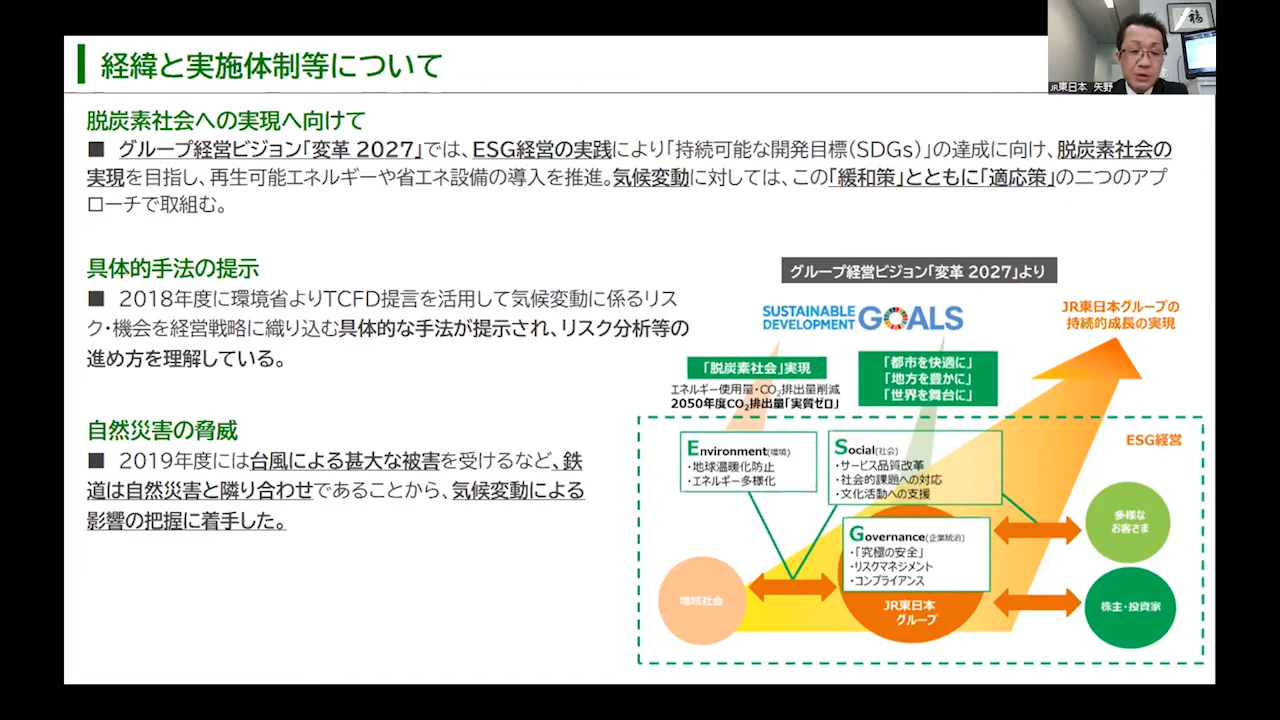 経緯と実施体制等について
福
JR東日本 矢野
脱炭素社会への実現へ向けて
■ グループ経営ビジョン「変革 2027」では、ESG経営の実践により「持続可能な開発目標（SDGs）」の達成に向け、脱炭素社会の
実現を目指し、再生可能エネルギーや省エネ設備の導入を推進。気候変動に対しては、この「緩和策」とともに「適応策」の二つのアプ
ローチで取組む。
具体的手法の提示
■ 2018年度に環境省よりTCFD提言を活用して気候変動に係るリス
ク・機会を経営戦略に織り込む具体的な手法が提示され、リスク分析等の
進め方を理解している。
自然災害の脅威
■ 2019年度には台風による甚大な被害を受けるなど、鉄
道は自然災害と隣り合わせであることから、気候変動による
影響の把握に着手した。
グループ経営ビジョン「変革 2027」より
SUSTAINABLE
DEVELOPMENT GOALS
JR東日本グループの
持続的成長の実現
「脱炭素社会」実現
エネルギー使用量・CO2排出量削減
2050年度CO2排出量「実質ゼロ」
「都市を快適に」
「地方を豊かに」
「世界を舞台に」
ESG経営
Environment(環境)
・地球温暖化防止
・エネルギー多様化
Social(社会)
・サービス品質改革
・社会的課題への対応
・文化活動への支援
Governance(企業統治)
・「究極の安全」
・リスクマネジメント
・コンプライアンス
地域社会
JR東日本
グループ
多様な
お客さま
株主・投資家